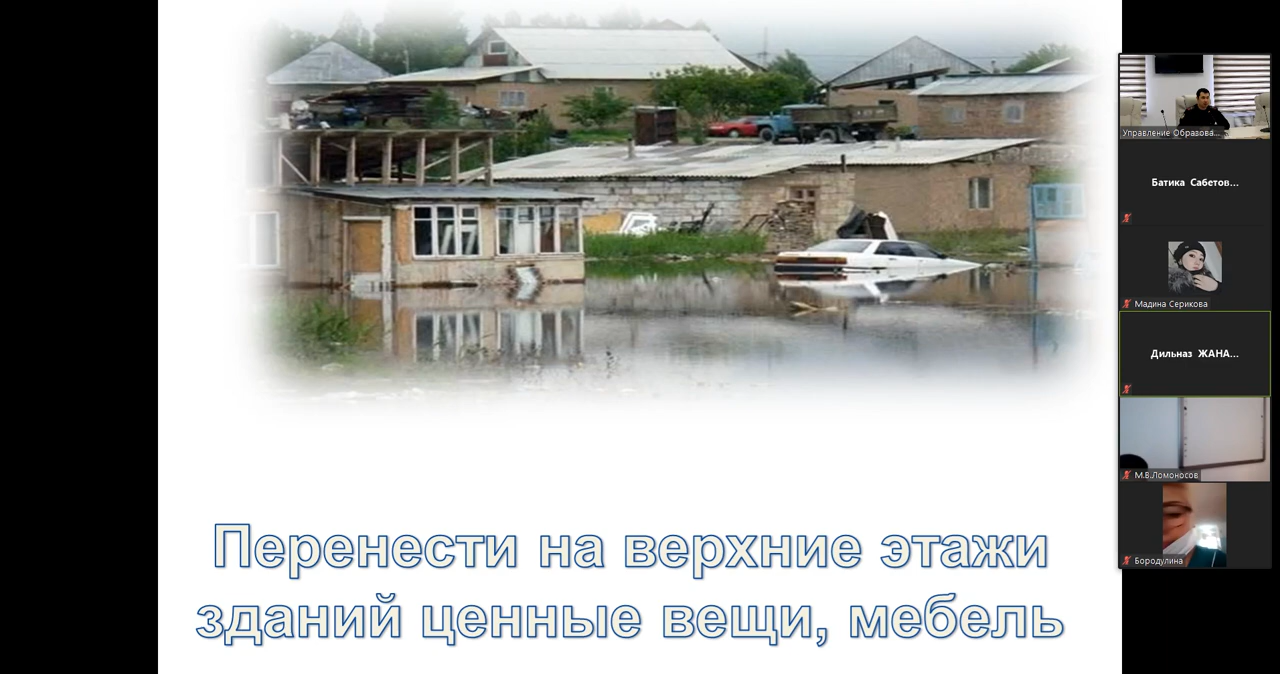 Перенести на верхние этажи
зданий ценные вещи, мебель
Управление Образова...
Батика Сабетов...
Мадина Серикова
Дильназ ЖАНА...
М.В.Ломоносов
Бородулина